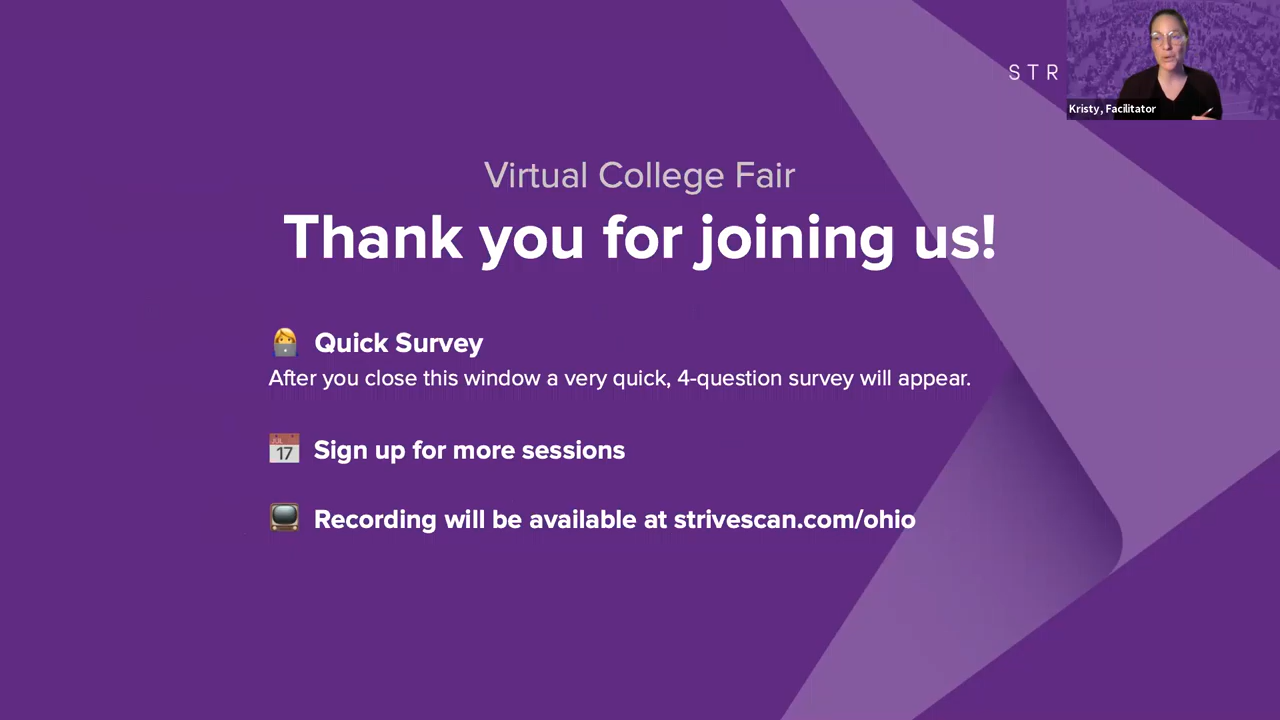 STR
Kristy, Facilitator
Virtual College Fair
Thank you for joining us!
Quick Survey
After you close this window a very quick, 4-question survey will appear.
JUL
17
Sign up for more sessions
Recording will be available at strivescan.com/ohio